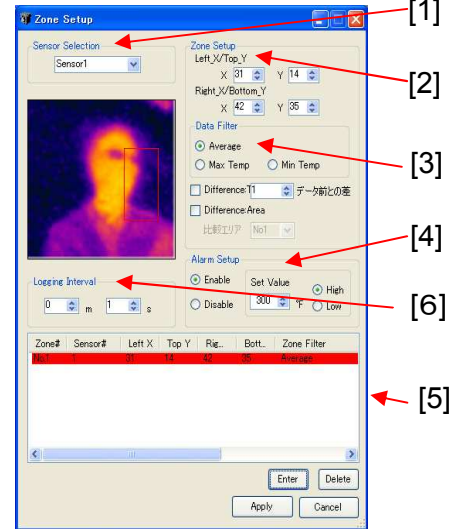 Zone Setup
[1]
Sensor Selection
Sensor1
Zone Setup
Left_X/Top_Y
X 31 Y 14
[2]
Right_X/Bottom_Y
X 42 Y 35
Data Filter
Average
Max Temp Min Temp
[3]
Difference:T1 データ前との差
Difference:Area
比較エリア No1
[4]
Alarm Setup
Enable Set Value High
Disable 300 °F Low
Logging Interval
0 m 1 s
[6]
Zone# Sensor# Left X Top Y Rig... Bott... Zone Filter
No1 1 31 14 42 35 Average
[5]
Enter Delete
Apply Cancel